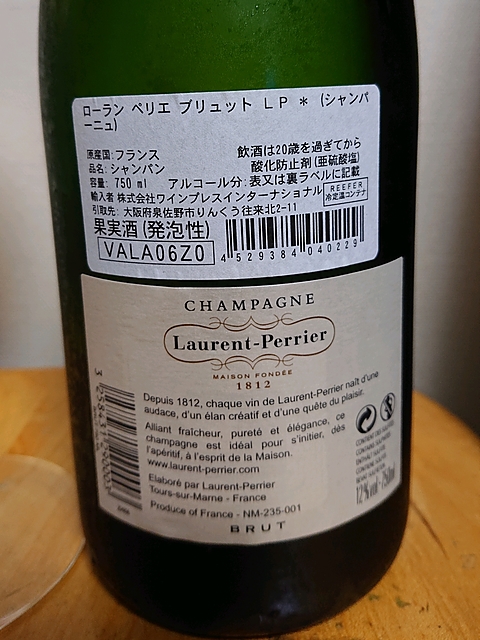 ローラン ペリエ ブリュット ＬＰ ＊ (シャンパ
ーニュ)
原産国:フランス 飲酒は20歳を過ぎてから
品名:シャンパン 酸化防止剤(亜硫酸塩)
容量: 750 ml アルコール分:表又は裏ラベルに記載
輸入者 株式会社ワインプレスインターナショナル REEFER 冷定温コンテナ
引取先: 大阪府泉佐野市りんくう往来北2-11
果実酒(発泡性)
VALA06Z0
4 529384 040229
CHAMPAGNE
Laurent-Perrier
MAISON FONDÉE
1812
Depuis 1812, chaque vin de Laurent-Perrier naît d'une
audace, d'un élan créatif et d'une quête du plaisir.
Alliant fraîcheur, pureté et élégance, ce
champagne est idéal pour s'initier, dès
l'apéritif, à l'esprit de la Maison.
www.laurent-perrier.com
Elaboré par Laurent-Perrier
Tours-sur-Marne - France
Produce of France - NM-235-001
12%vol-750ml
BRUT